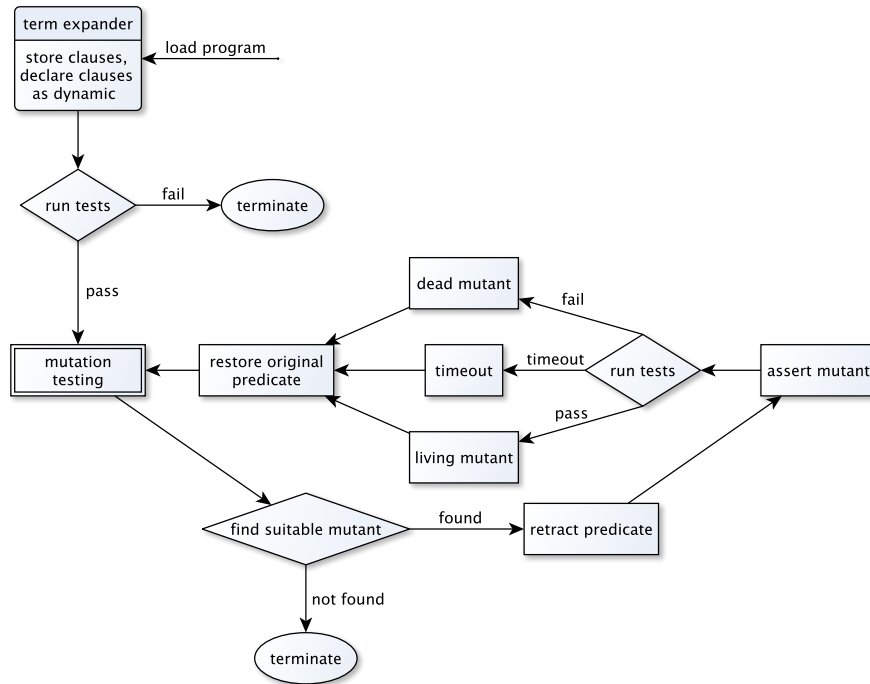 term expander
load program
store clauses,
declare clauses
as dynamic
run tests
fail
terminate
pass
dead mutant
fail
mutation
testing
restore original
predicate
timeout
timeout
run tests
assert mutant
pass
living mutant
find suitable mutant
found
retract predicate
not found
terminate